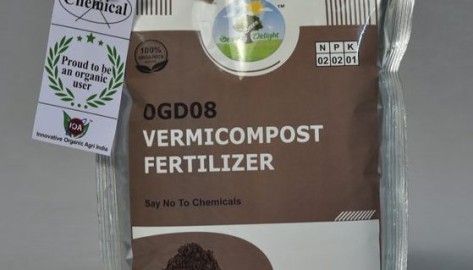 Chemical
Proud to be
an organic
user
IOA
Innovative Organic Agri India
100%
Delight
TM
N P K
02 02 01
OGD08
VERMICOMPOST
FERTILIZER
Say No To Chemicals